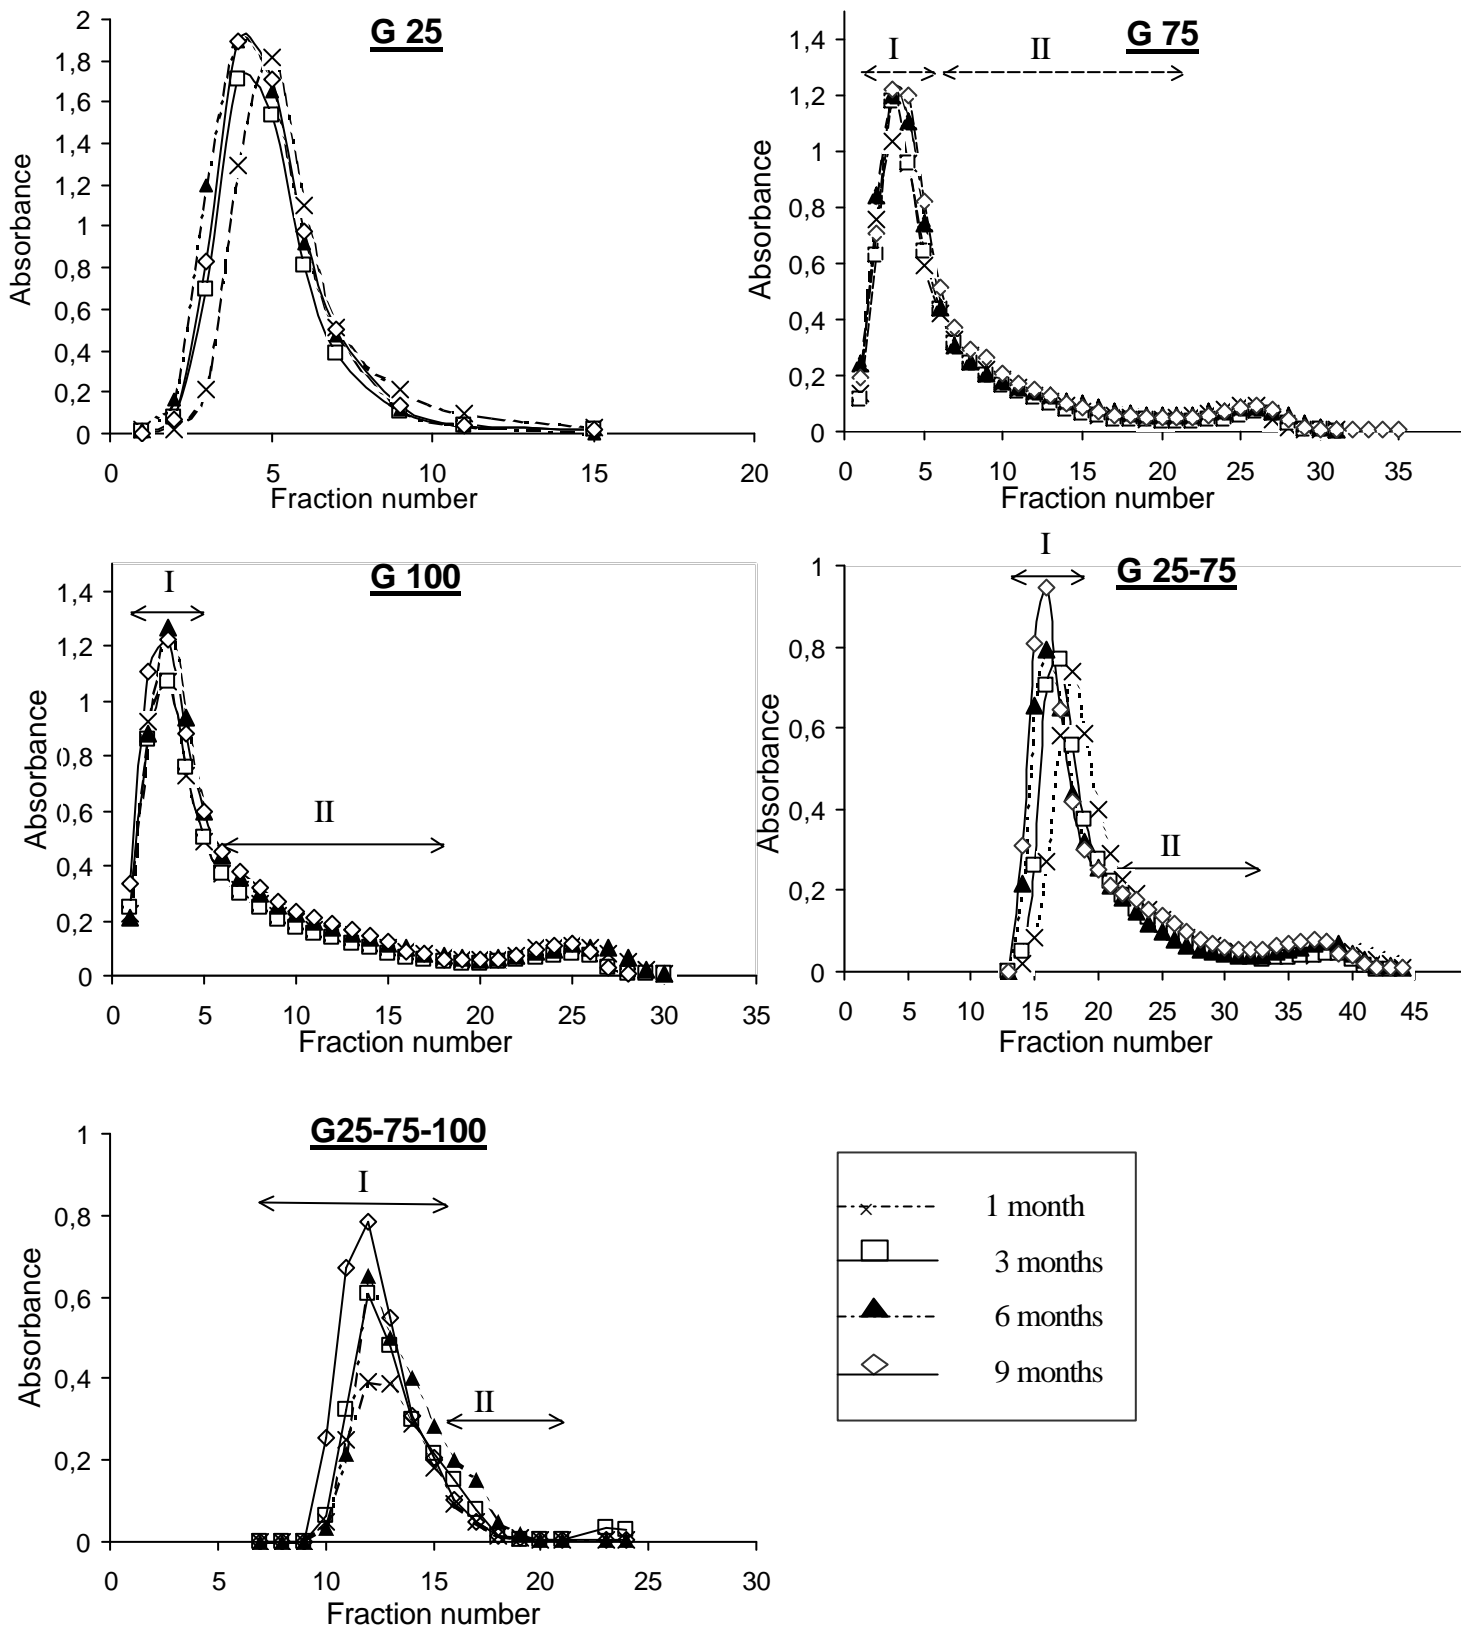 G 25
2
1,8
1,6
1,4
1,2
1
0,8
0,6
0,4
0,2
0
Absorbance
0 5 10 15 20
Fraction number
G 75
I II
1,4
1,2
1
0,8
0,6
0,4
0,2
0
Absorbance
0 5 10 15 20 25 30 35
Fraction number
G 100
I
II
1,4
1,2
1
0,8
0,6
0,4
0,2
0
Absorbance
0 5 10 15 20 25 30 35
Fraction number
I
G 25-75
II
1
0,8
0,6
0,4
0,2
0
Absorbance
0 5 10 15 20 25 30 35 40 45
Fraction number
G25-75-100
I
II
1
0,8
0,6
0,4
0,2
0
Absorbance
0 5 10 15 20 25 30
Fraction number
1 month
3 months
6 months
9 months